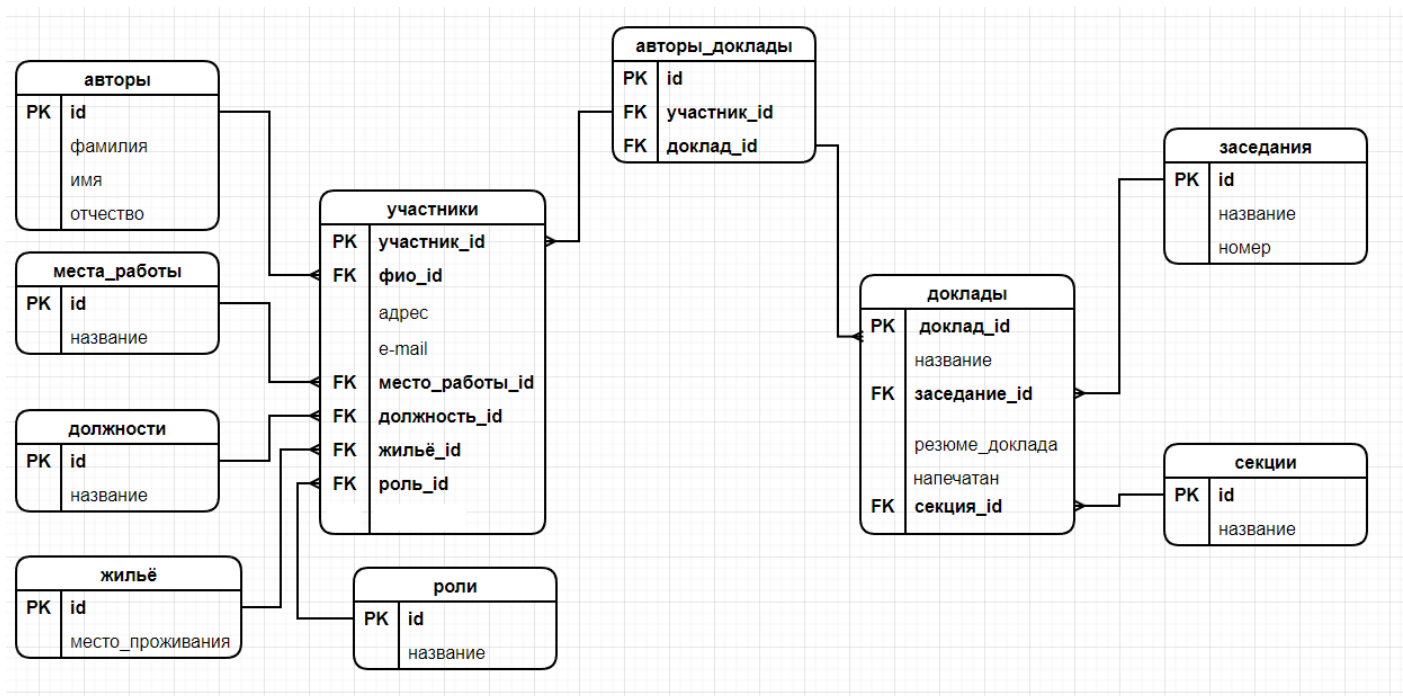 авторы
PK id
фамилия
имя
отчество
места_работы
PK id
название
должности
PK id
название
жильё
PK id
место_проживания
участники
PK участник_id
FK фио_id
адрес
e-mail
FK место_работы_id
FK должность_id
FK жильё_id
FK роль_id
роли
PK id
название
авторы_доклады
PK id
FK участник_id
FK доклад_id
доклады
PK доклад_id
название
FK заседание_id
резюме_доклада
напечатан
FK секция_id
заседания
PK id
название
номер
секции
PK id
название